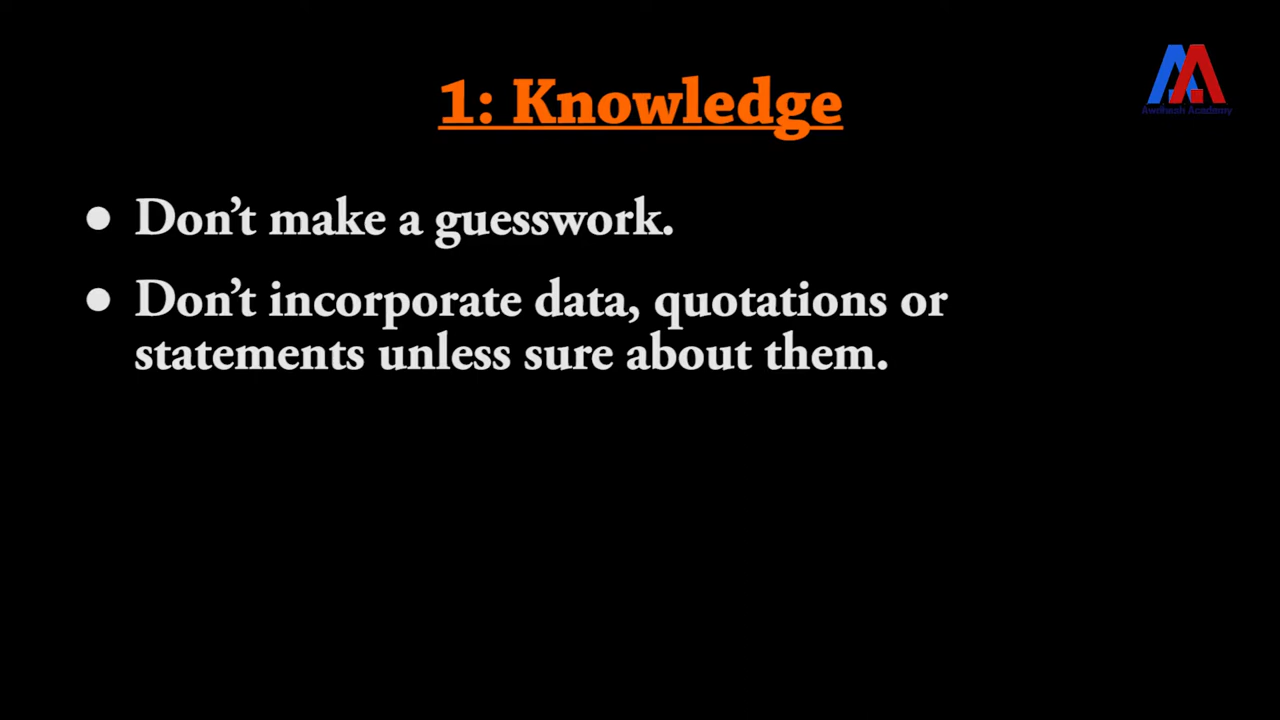 1: Knowledge
● Don’t make a guesswork.
● Don’t incorporate data, quotations or
statements unless sure about them.